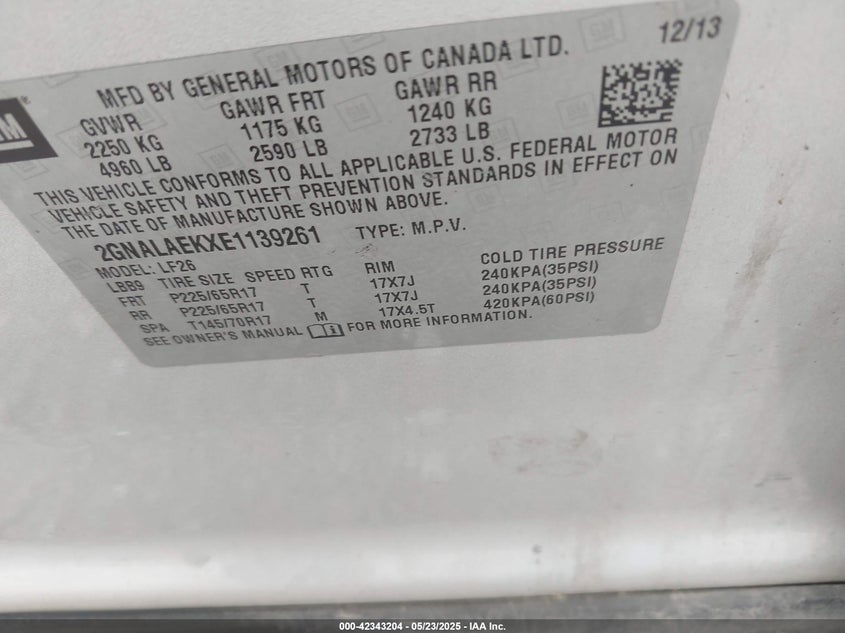 12/13
MFD BY GENERAL MOTORS OF CANADA LTD.
GM®
GVWR GAWR FRT GAWR RR
2250 KG 1175 KG 1240 KG
4960 LB 2590 LB 2733 LB
THIS VEHICLE CONFORMS TO ALL APPLICABLE U.S. FEDERAL MOTOR
VEHICLE SAFETY AND THEFT PREVENTION STANDARDS IN EFFECT ON
THE DATE OF MANUFACTURE SHOWN ABOVE.
2GNALAEKXE1139261 TYPE: M.P.V.
MODEL: LF26
LBB9 TIRE SIZE SPEED RTG RIM COLD TIRE PRESSURE
FRT P225/65R17 T 17X7J 240KPA(35PSI)
RR P225/65R17 T 17X7J 240KPA(35PSI)
SPA T145/70R17 M 17X4.5T 420KPA(60PSI)
SEE OWNER'S MANUAL FOR MORE INFORMATION.
000-42343204 - 05/23/2025 - IAA Inc.